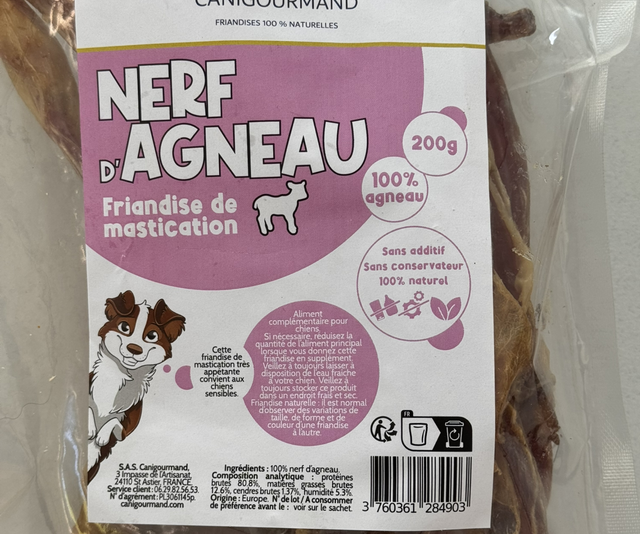 CANIGOURMAND
FRIANDISES 100 % NATURELLES
NERF
D'AGNEAU
Friandise de
mastication
200g
100%
agneau
Sans additif
Sans conservateur
100% naturel
Cette
friandise de
mastication très
appétante
convient aux
chiens
sensibles.
Aliment
complémentaire pour
chiens.
Si nécessaire, réduisez la
quantité de l'aliment principal
lorsque vous donnez cette
friandise en supplément.
Veillez à toujours laisser à
disposition de l'eau fraîche
à votre chien. Veillez à
toujours stocker ce produit
dans un endroit frais et sec.
Friandise naturelle : il est normal
d'observer des variations de
taille, de forme et de
couleur d'une friandise
à l'autre.
FR
S.A.S. Canigourmand,
3 Impasse de l'Artisanat,
24110 St Astier, FRANCE
Service client : 06.29.82.56.53.
N° d'agrément : PL3061145p.
canigourmand.com
Ingrédients : 100% nerf d'agneau.
Composition analytique : protéines
brutes 80.8%, matières grasses brutes
12.6%, cendres brutes 1.37%, humidité 5.3%.
Origine : Europe. N° de lot / A consommer
de préférence avant le : voir sur le sachet.
3 760361 284903